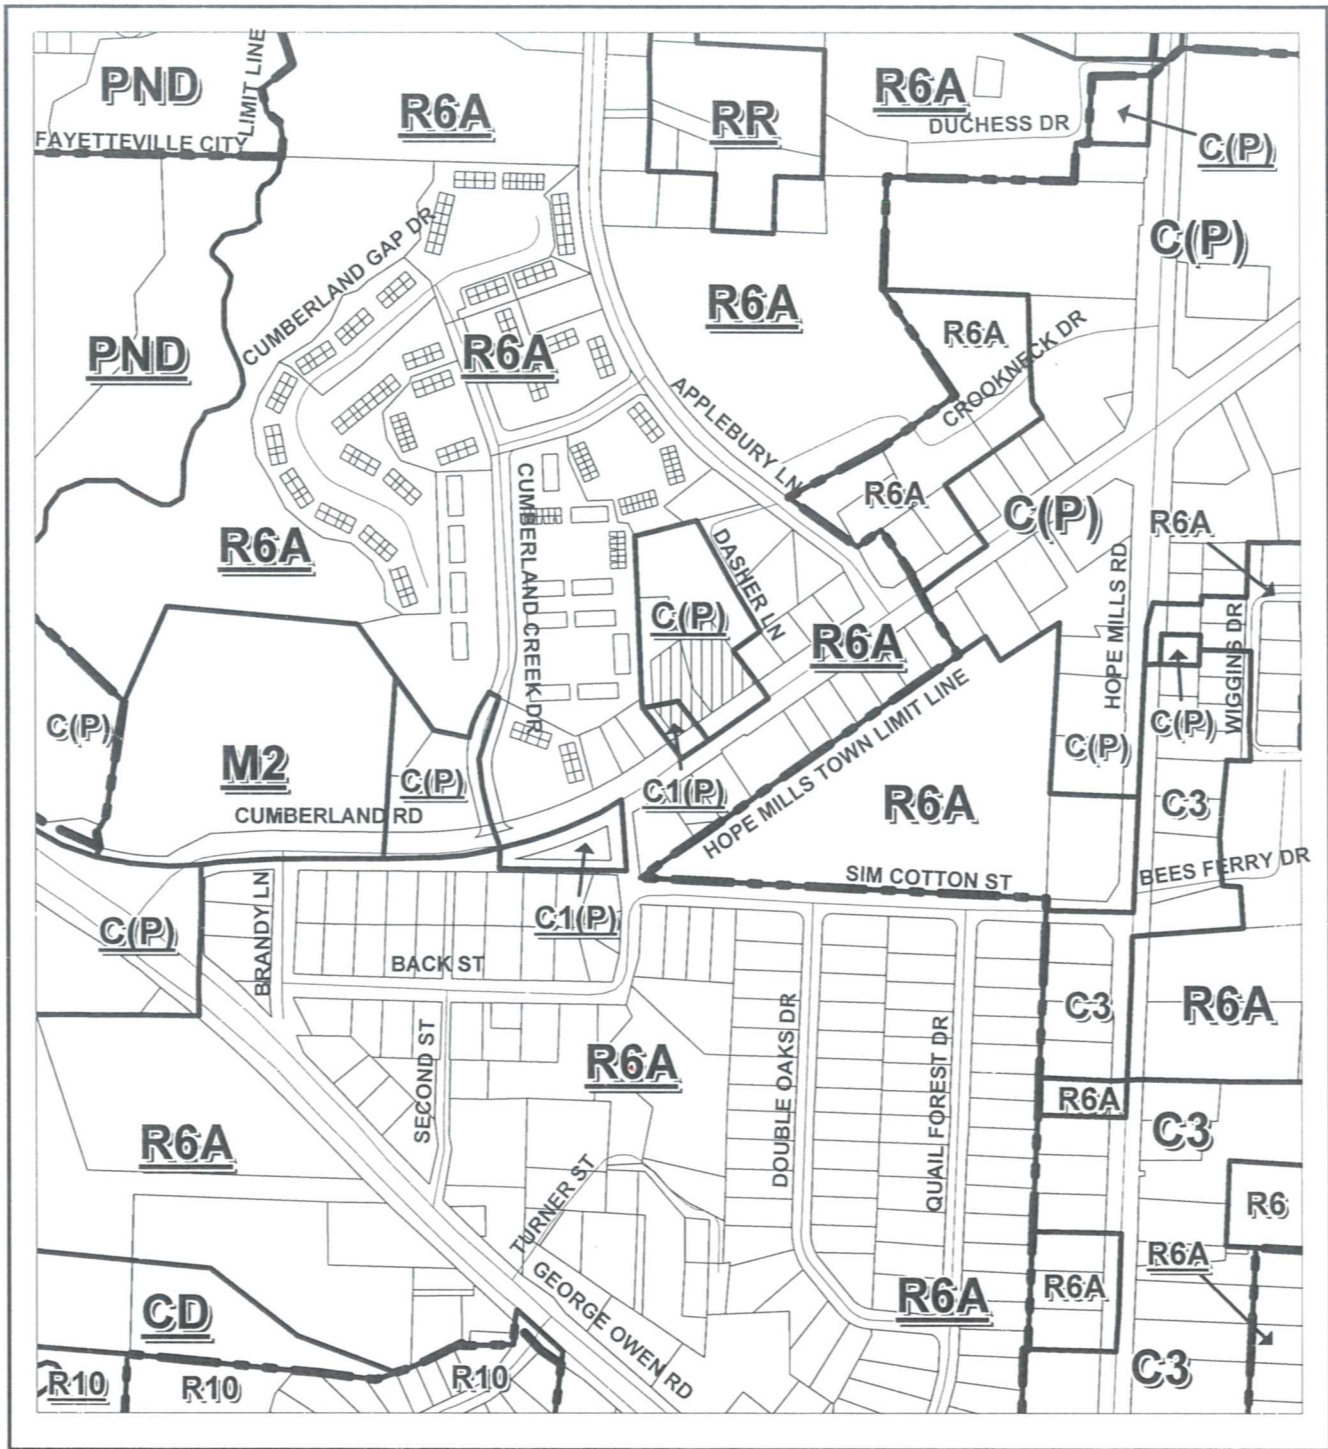 PND
LIMIT LINE
R6A
R6A
RR
DUCHESS DR
C(P)
FAYETTEVILLE CITY
C(P)
CUMBERLAND GAP DR
R6A
R6A
CROOKNECK DR
PND
R6A
APPLEBURY LN
R6A
C(P)
R6A
R6A
CUMBERLAND CREEK DR
DASHER LN
HOPE MILLS RD
C(P)
R6A
WIGGINS DR
C(P)
C(P)
M2
C(P)
C1(P)
HOPE MILLS TOWN LIMIT LINE
C(P)
R6A
C3
CUMBERLAND RD
SIM COTTON ST
BEES FERRY DR
C(P)
BRANDY LN
C1(P)
BACK ST
C3
R6A
SECOND ST
R6A
DOUBLE OAKS DR
QUAIL FOREST DR
R6A
C3
R6A
TURNER ST
R6
GEORGE OWEN RD
R6A
R6A
R6A
CD
C3
R10
R10
R10